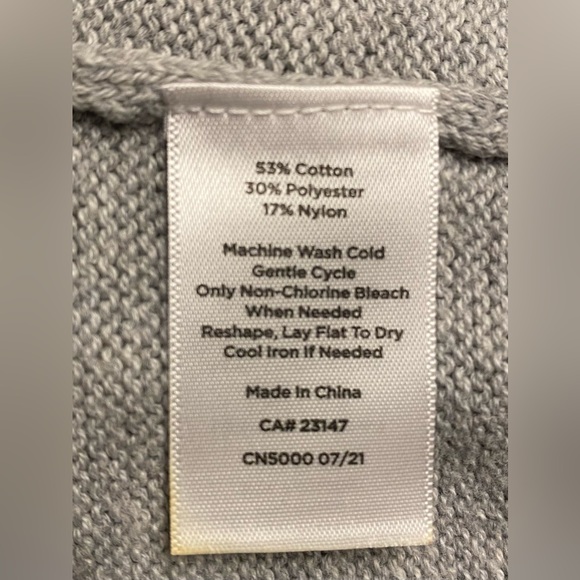 53% Cotton
30% Polyester
17% Nylon
Machine Wash Cold
Gentle Cycle
Only Non-Chlorine Bleach
When Needed
Reshape, Lay Flat To Dry
Cool Iron If Needed
Made In China
CA# 23147
CN5000 07/21